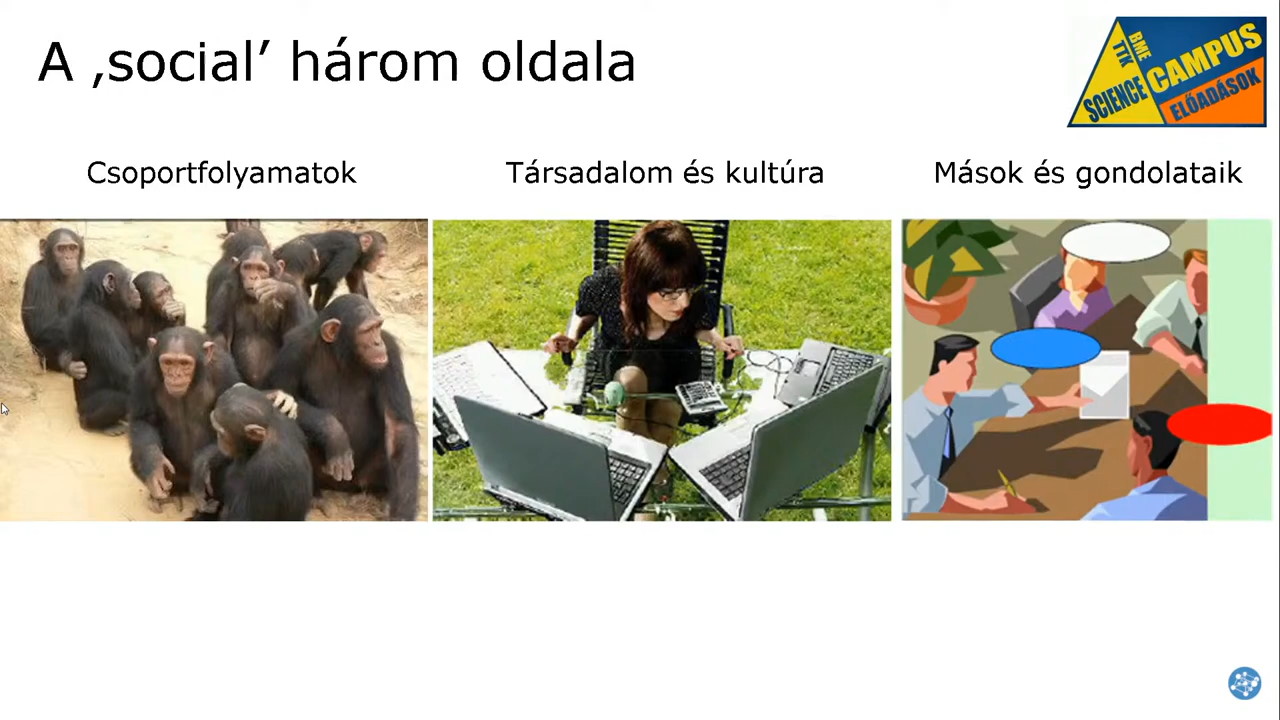 A ‚social’ három oldala
BME
TTK
SCIENCE
CAMPUS
ELŐADÁSOK
Csoportfolyamatok
Társadalom és kultúra
Mások és gondolataik